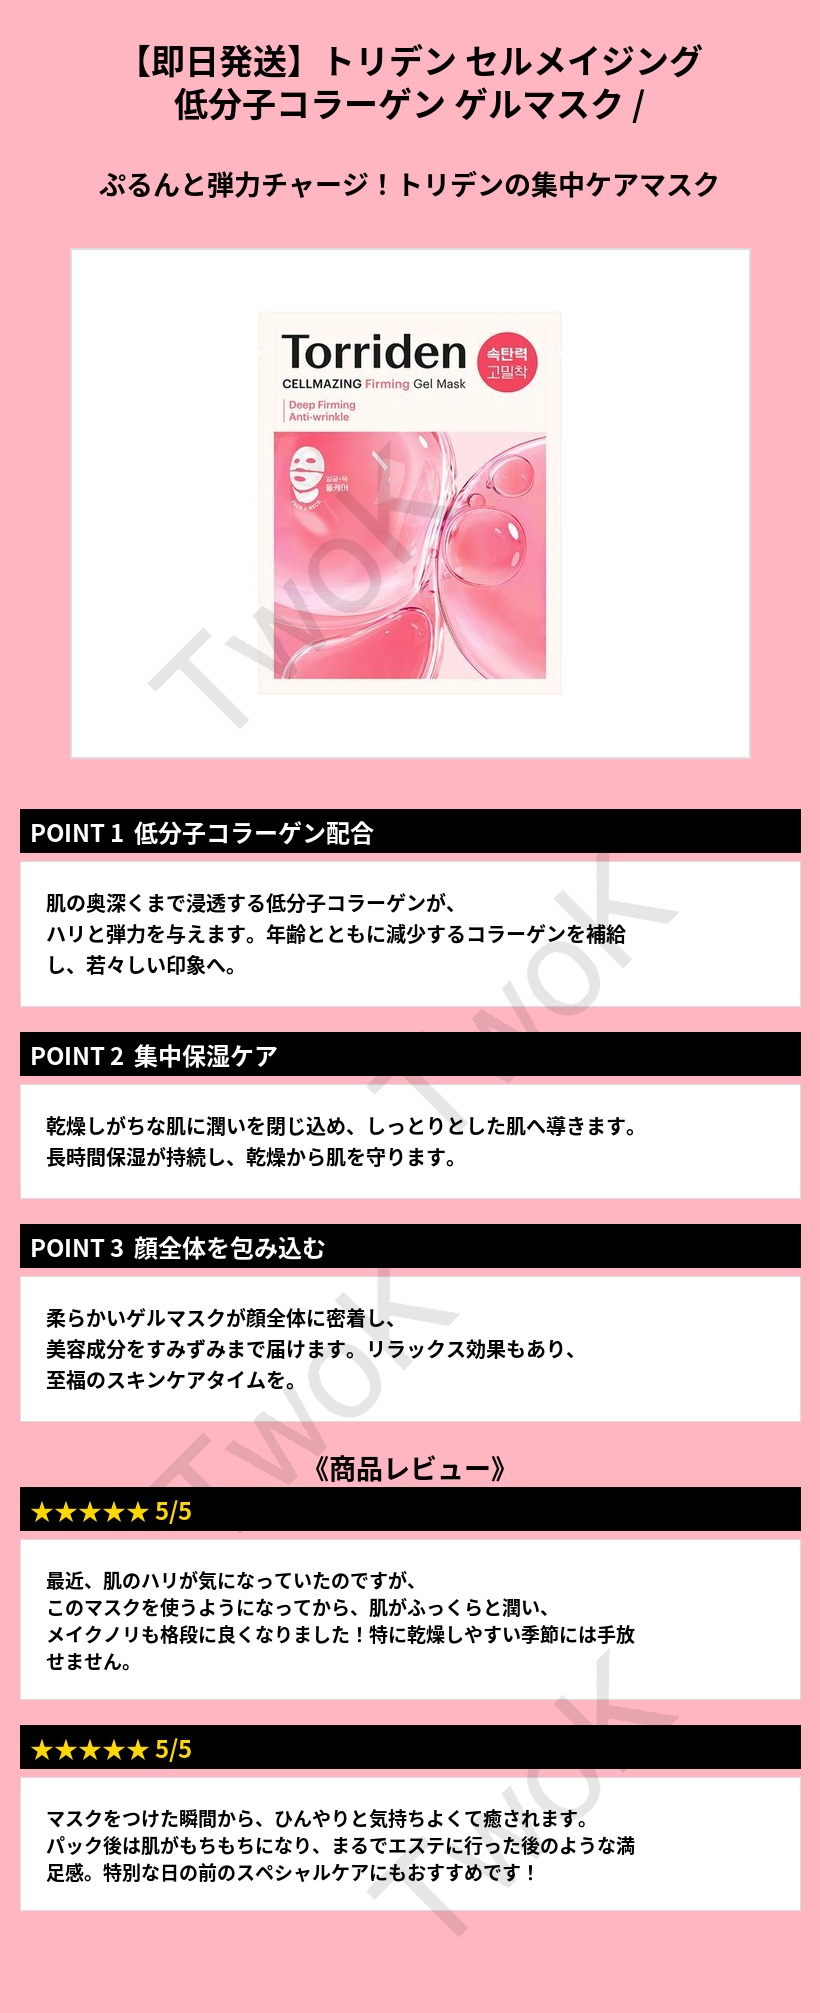 【即日発送】トリデン セルメイジング
低分子コラーゲン ゲルマスク /
ぷるんと弾力チャージ！トリデンの集中ケアマスク
Torriden
속탄력
고밀착
CELLMAZING Firming Gel Mask
Deep Firming
Anti-wrinkle
얼굴+목
올케어
FACE & NECK
TwoK
POINT 1 低分子コラーゲン配合
肌の奥深くまで浸透する低分子コラーゲンが、
ハリと弾力を与えます。年齢とともに減少するコラーゲンを補給
し、若々しい印象へ。
TwoK
POINT 2 集中保湿ケア
乾燥しがちな肌に潤いを閉じ込め、しっとりとした肌へ導きます。
長時間保湿が持続し、乾燥から肌を守ります。
POINT 3 顔全体を包み込む
柔らかいゲルマスクが顔全体に密着し、
美容成分をすみずみまで届けます。リラックス効果もあり、
至福のスキンケアタイムを。
TwoK
《商品レビュー》
★★★★★ 5/5
最近、肌のハリが気になっていたのですが、
このマスクを使うようになってから、肌がふっくらと潤い、
メイクノリも格段に良くなりました！特に乾燥しやすい季節には手放
せません。
★★★★★ 5/5
マスクをつけた瞬間から、ひんやりと気持ちよくて癒されます。
パック後は肌がもちもちになり、まるでエステに行った後のような満
足感。特別な日の前のスペシャルケアにもおすすめです！
TwoK